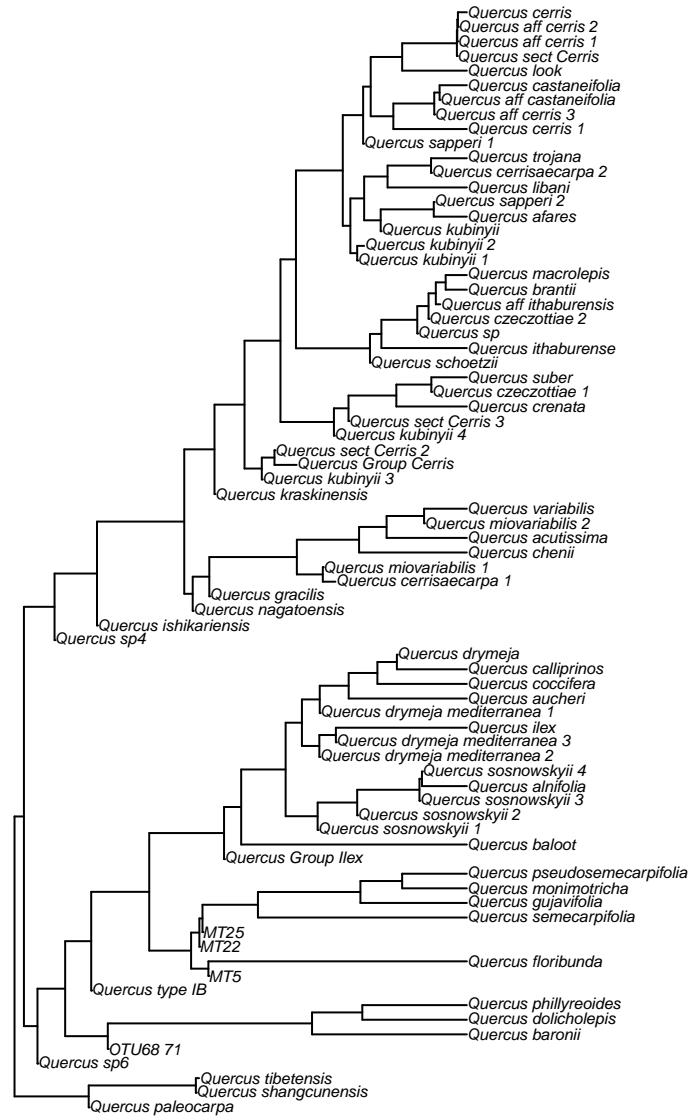 Quercus cerris
Quercus aff cerris 2
Quercus aff cerris 1
Quercus sect Cerris
Quercus look
Quercus castaneifolia
Quercus aff castaneifolia
Quercus aff cerris 3
Quercus cerris 1
Quercus sapperi 1
Quercus trojana
Quercus cerrisaecarpa 2
Quercus libani
Quercus sapperi 2
Quercus afares
Quercus kubinyii
Quercus kubinyii 2
Quercus kubinyii 1
Quercus macrolepis
Quercus brantii
Quercus aff ithaburensis
Quercus czeczottiae 2
Quercus sp
Quercus ithaburense
Quercus schoetzii
Quercus suber
Quercus czeczottiae 1
Quercus crenata
Quercus sect Cerris 3
Quercus kubinyii 4
Quercus sect Cerris 2
Quercus Group Cerris
Quercus kubinyii 3
Quercus kraskinensis
Quercus variabilis
Quercus miovariabilis 2
Quercus acutissima
Quercus chenii
Quercus miovariabilis 1
Quercus cerrisaecarpa 1
Quercus gracilis
Quercus nagatoensis
Quercus ishikariensis
Quercus sp4
Quercus drymeja
Quercus calliprinos
Quercus coccifera
Quercus aucheri
Quercus drymeja mediterranea 1
Quercus ilex
Quercus drymeja mediterranea 3
Quercus drymeja mediterranea 2
Quercus sosnowskyii 4
Quercus alnifolia
Quercus sosnowskyii 3
Quercus sosnowskyii 2
Quercus sosnowskyii 1
Quercus baloot
Quercus Group Ilex
Quercus pseudosemecarpifolia
Quercus monimotricha
Quercus gujavifolia
Quercus semecarpifolia
MT25
MT22
Quercus floribunda
MT5
Quercus type IB
Quercus phillyreoides
Quercus dolicholepis
Quercus baronii
OTU68 71
Quercus sp6
Quercus tibetensis
Quercus shangcunensis
Quercus paleocarpa